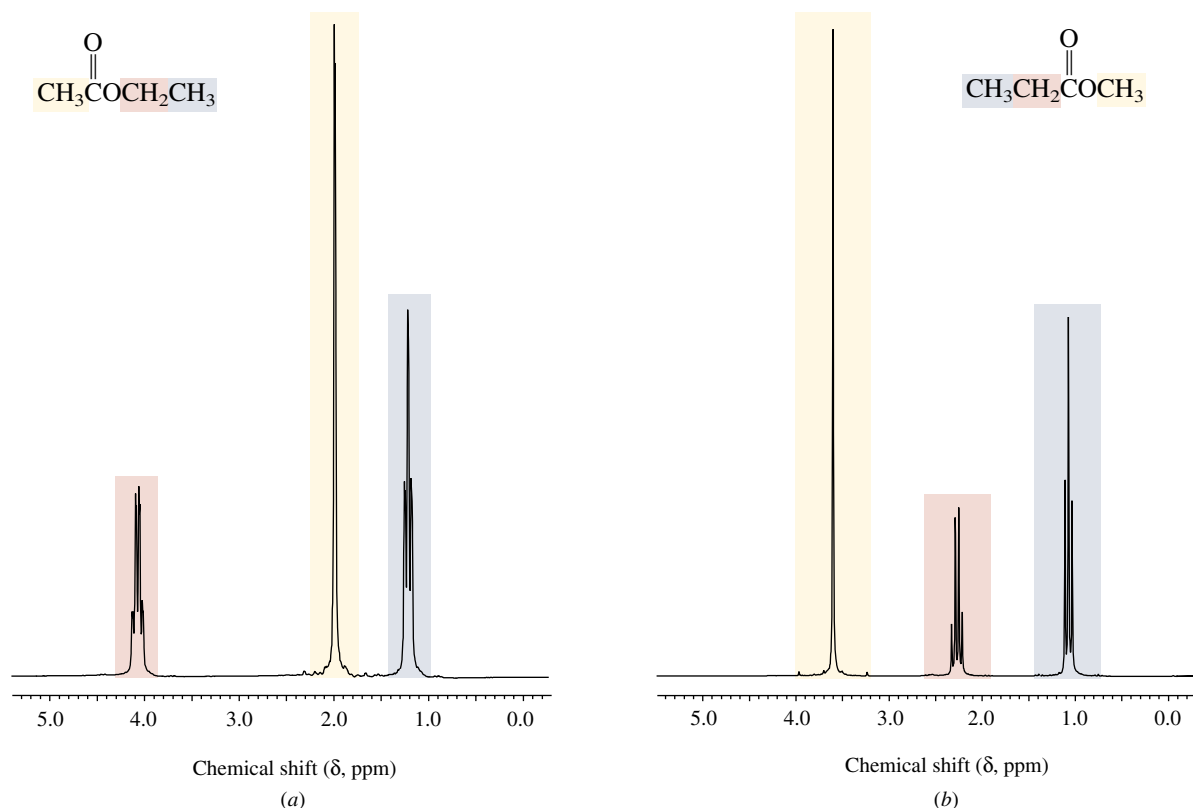 O
CH₃COCH₂CH₃
O
CH₃CH₂COCH₃
5.0 4.0 3.0 2.0 1.0 0.0
Chemical shift (δ, ppm)
(a)
5.0 4.0 3.0 2.0 1.0 0.0
Chemical shift (δ, ppm)
(b)